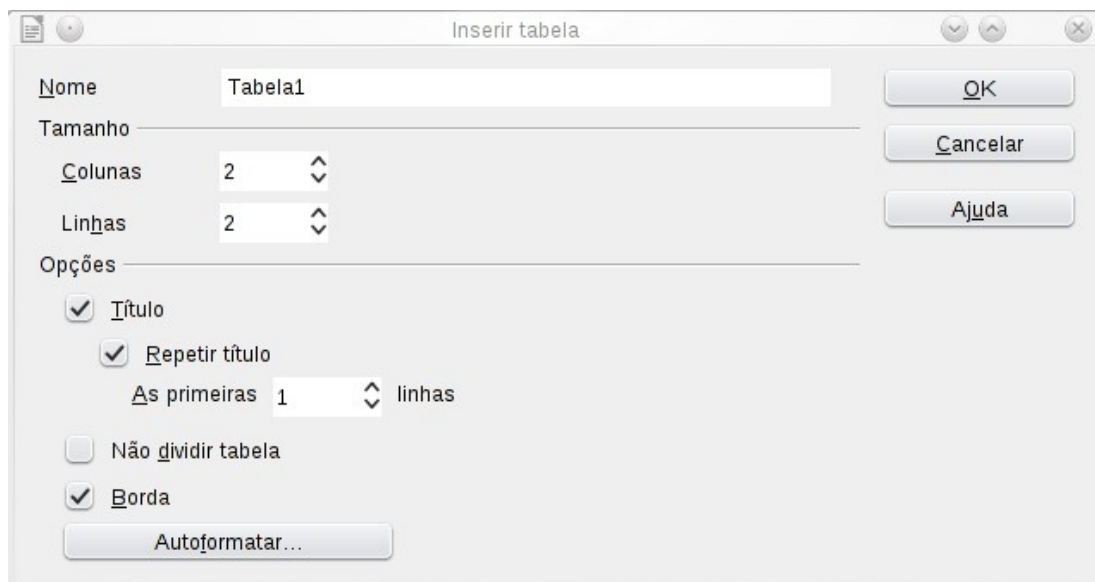 Inserir tabela
Nome Tabela1
OK
Tamanho
Cancelar
Colunas 2
Linhas 2
Ajuda
Opções
Título
Repetir título
As primeiras 1 linhas
Não dividir tabela
Borda
Autoformatar...